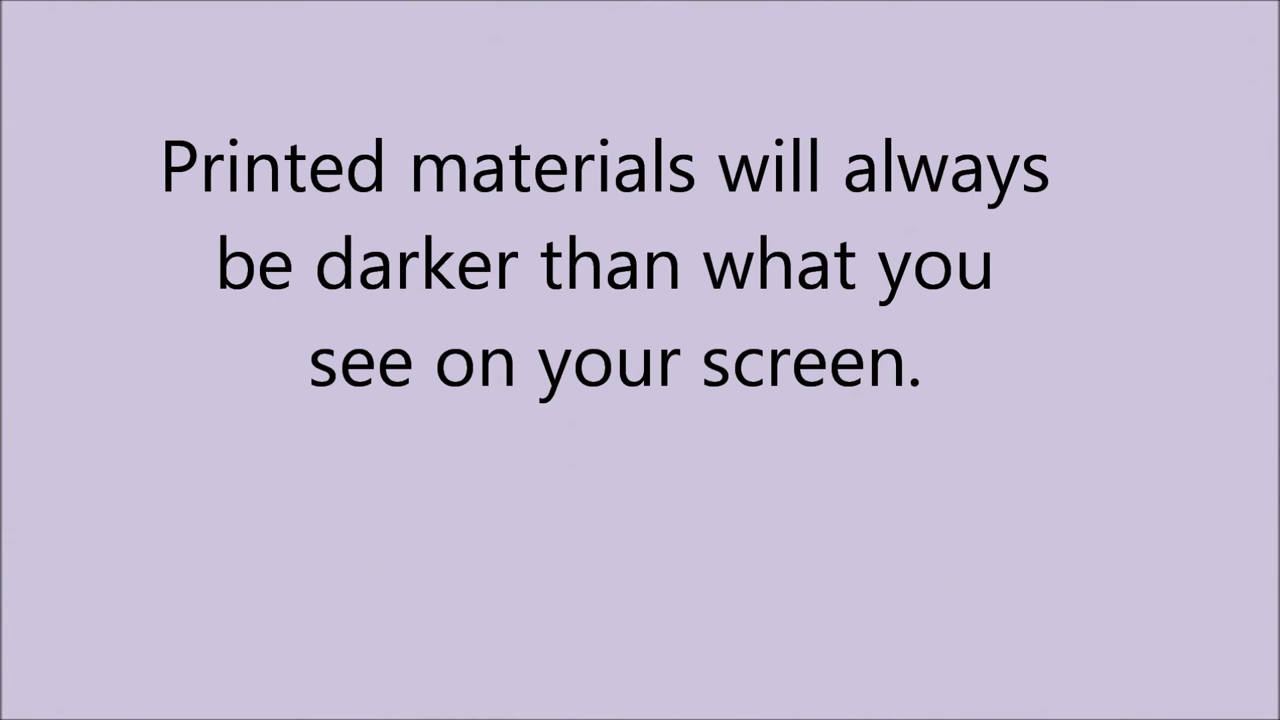 Printed materials will always
be darker than what you
see on your screen.